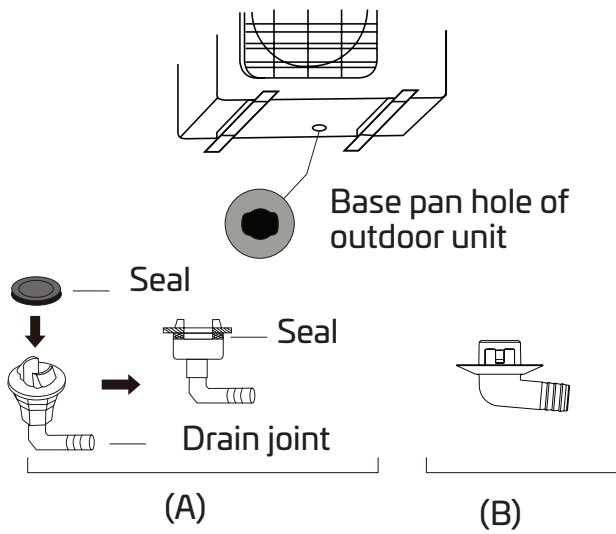 Base pan hole of
outdoor unit
Seal
Seal
Drain joint
(A)
(B)